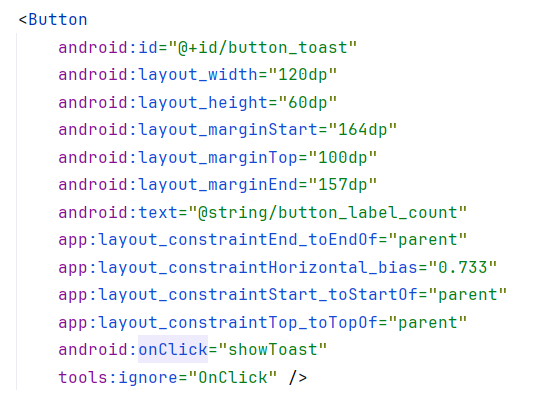 <Button
android:id="@+id/button_toast"
android:layout_width="120dp"
android:layout_height="60dp"
android:layout_marginStart="164dp"
android:layout_marginTop="100dp"
android:layout_marginEnd="157dp"
android:text="@string/button_label_count"
app:layout_constraintEnd_toEndOf="parent"
app:layout_constraintHorizontal_bias="0.733"
app:layout_constraintStart_toStartOf="parent"
app:layout_constraintTop_toTopOf="parent"
android:onClick="showToast"
tools:ignore="OnClick" />